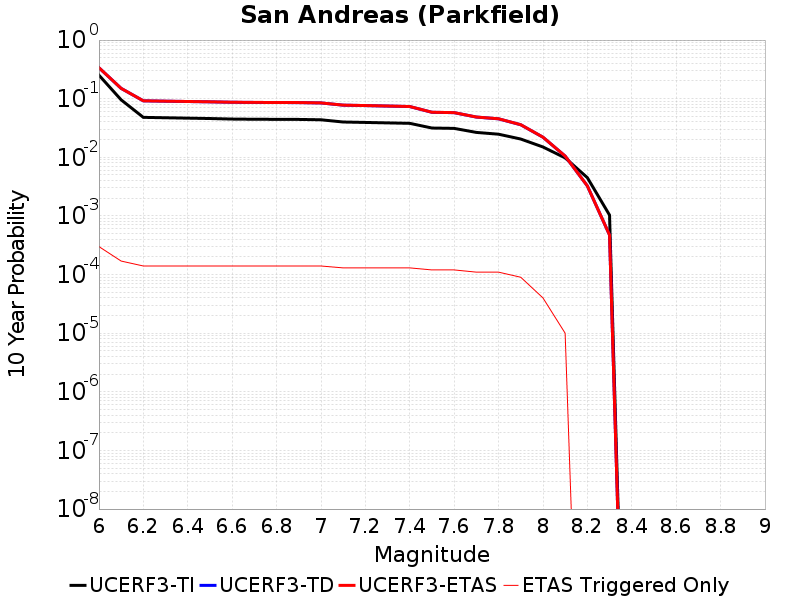 San Andreas (Parkfield)
10 Year Probability
10^0
10^-1
10^-2
10^-3
10^-4
10^-5
10^-6
10^-7
10^-8
6 6.2 6.4 6.6 6.8 7 7.2 7.4 7.6 7.8 8 8.2 8.4 8.6 8.8 9
Magnitude
UCERF3-TI UCERF3-TD UCERF3-ETAS ETAS Triggered Only